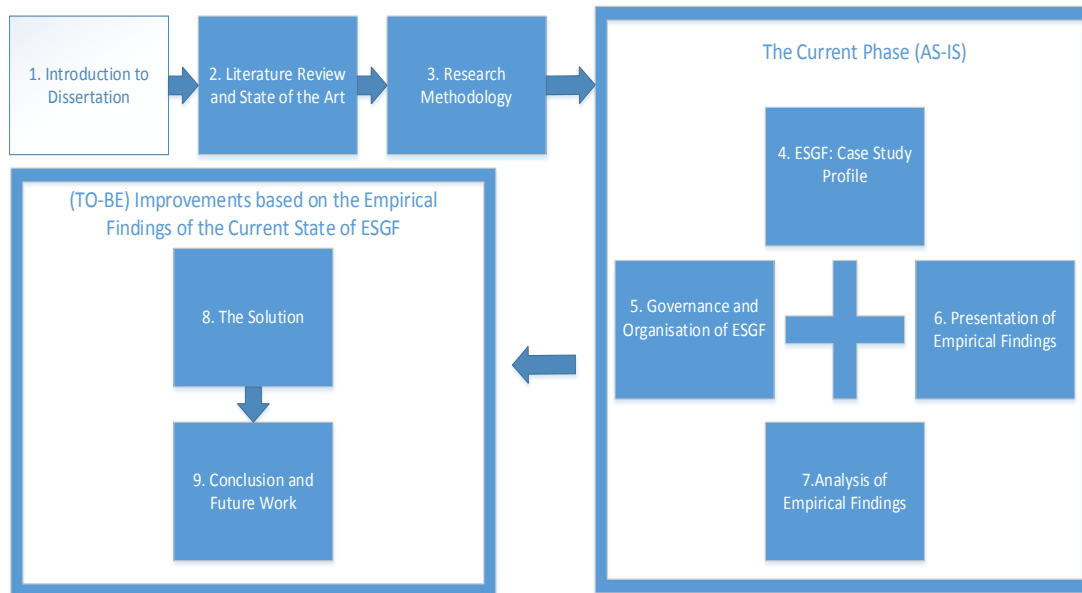 1. Introduction to
Dissertation
2. Literature Review
and State of the Art
3. Research
Methodology
The Current Phase (AS-IS)
4. ESGF: Case Study
Profile
5. Governance and
Organisation of ESGF
6. Presentation of
Empirical Findings
7.Analysis of
Empirical Findings
(TO-BE) Improvements based on the Empirical
Findings of the Current State of ESGF
8. The Solution
9. Conclusion and
Future Work